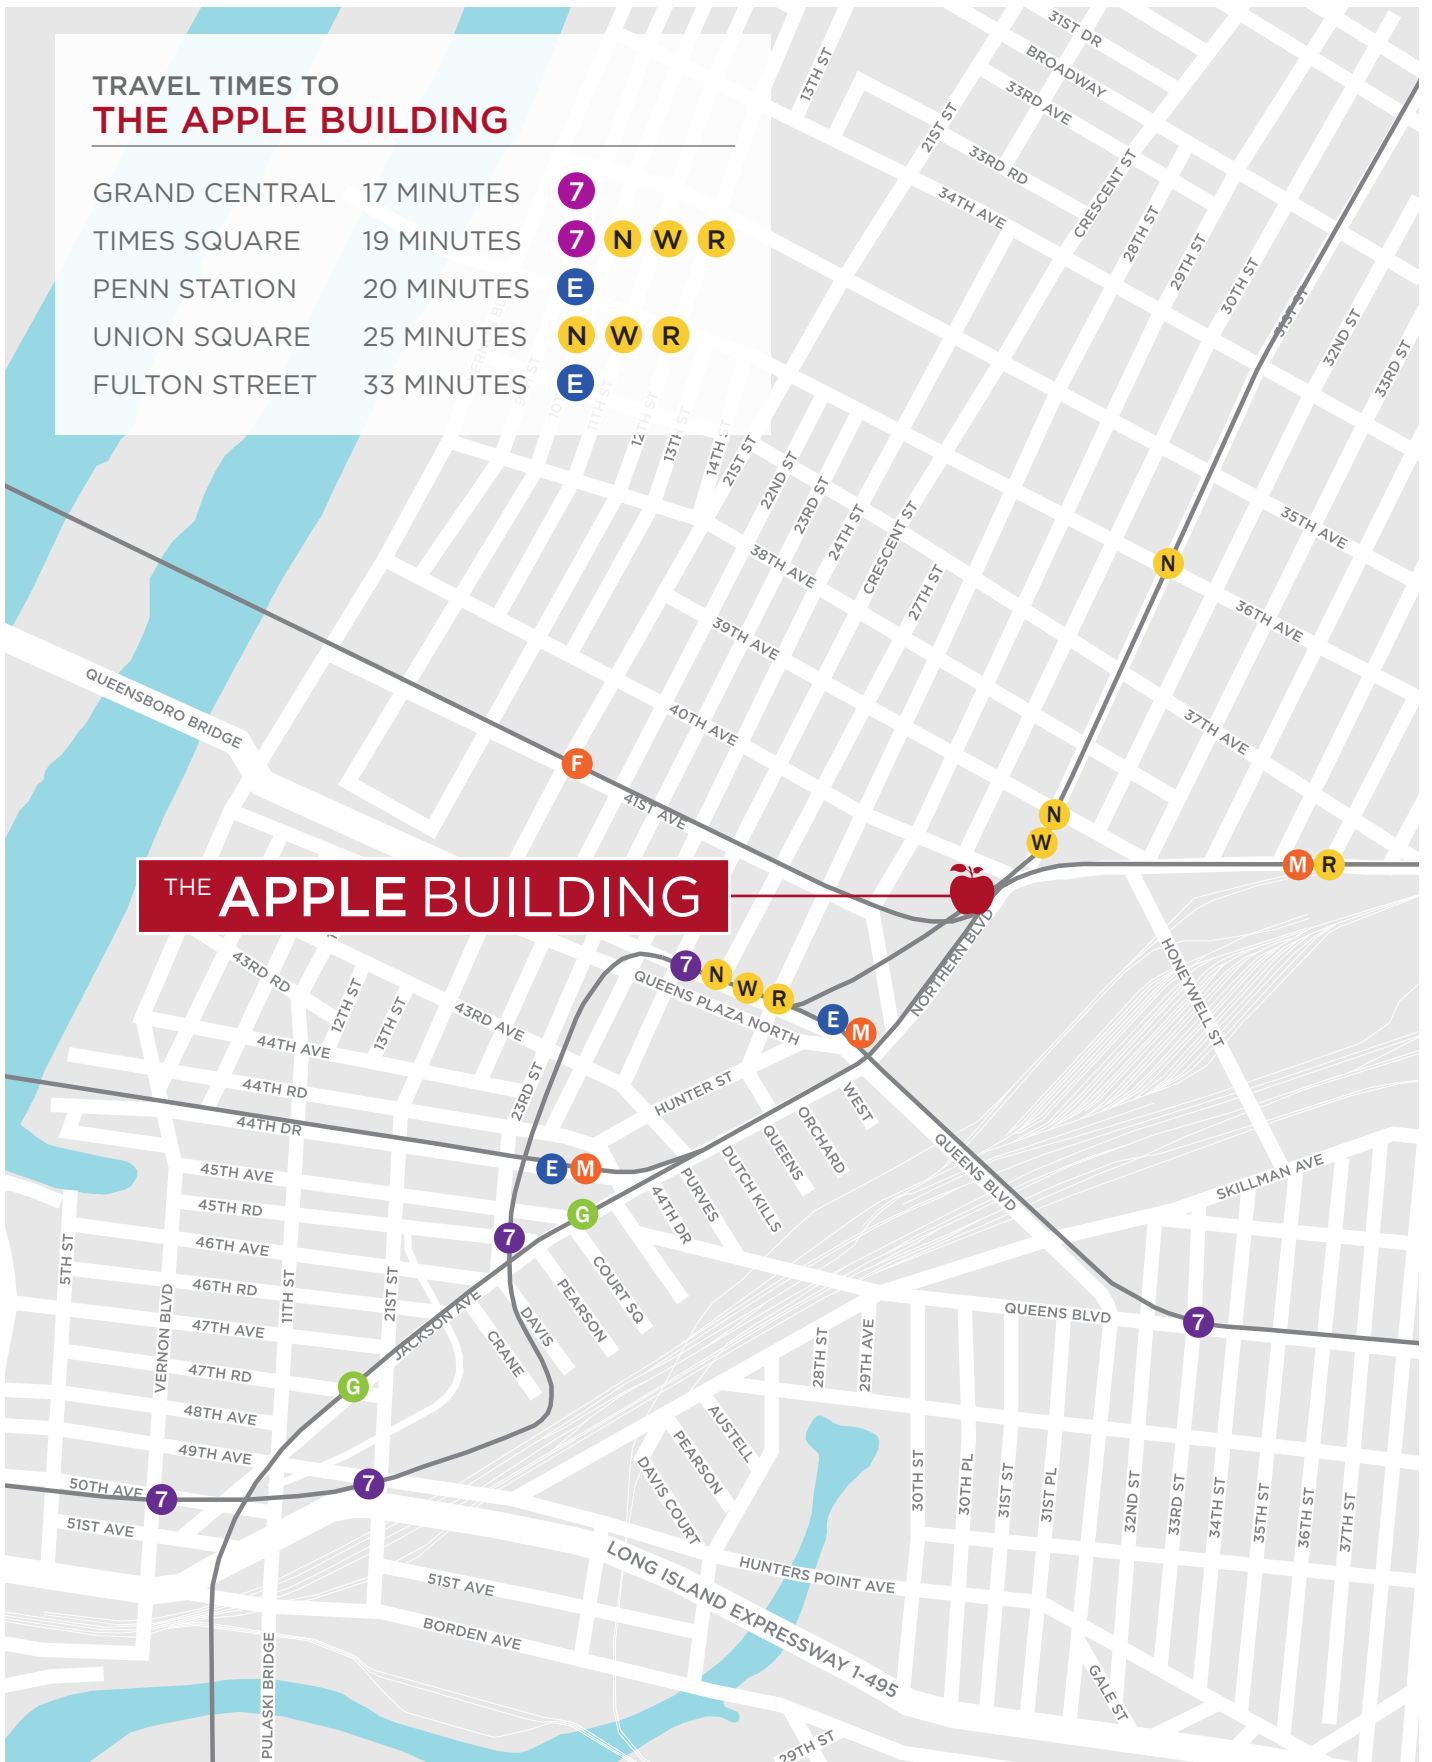 TRAVEL TIMES TO
THE APPLE BUILDING
GRAND CENTRAL 17 MINUTES 7
TIMES SQUARE 19 MINUTES 7 N W R
PENN STATION 20 MINUTES E
UNION SQUARE 25 MINUTES N W R
FULTON STREET 33 MINUTES E
31ST DR
BROADWAY
33RD AVE
13TH ST
21ST ST
33RD RD
34TH AVE
CRESCENT ST
28TH ST
29TH ST
30TH ST
31ST ST
32ND ST
33RD ST
11TH ST
12TH ST
13TH ST
14TH ST
21ST ST
22ND ST
23RD ST
24TH ST
CRESCENT ST
27TH ST
35TH AVE
N
36TH AVE
37TH AVE
38TH AVE
39TH AVE
40TH AVE
QUEENSBORO BRIDGE
F
41ST AVE
N
W
M R
THE APPLE BUILDING
NORTHERN BLVD
HONEYWELL ST
43RD RD
12TH ST
13TH ST
43RD AVE
7 N W R
QUEENS PLAZA NORTH
E M
44TH AVE
44TH RD
44TH DR
23RD ST
HUNTER ST
WEST
ORCHARD
QUEENS
DUTCH KILLS
PURVES
44TH DR
QUEENS BLVD
SKILLMAN AVE
E M
G
7
45TH AVE
45TH RD
46TH AVE
46TH RD
47TH AVE
47TH RD
48TH AVE
49TH AVE
50TH AVE
51ST AVE
5TH ST
VERNON BLVD
11TH ST
21ST ST
JACKSON AVE
COURT SQ
PEARSON
DAVIS
CRANE
G
7
7
QUEENS BLVD
7
28TH ST
29TH AVE
AUSTELL
PEARSON
DAVIS COURT
30TH ST
30TH PL
31ST ST
31ST PL
32ND ST
33RD ST
34TH ST
35TH ST
36TH ST
37TH ST
LONG ISLAND EXPRESSWAY 1-495
HUNTERS POINT AVE
51ST AVE
BORDEN AVE
PULASKI BRIDGE
GALE ST
29TH ST